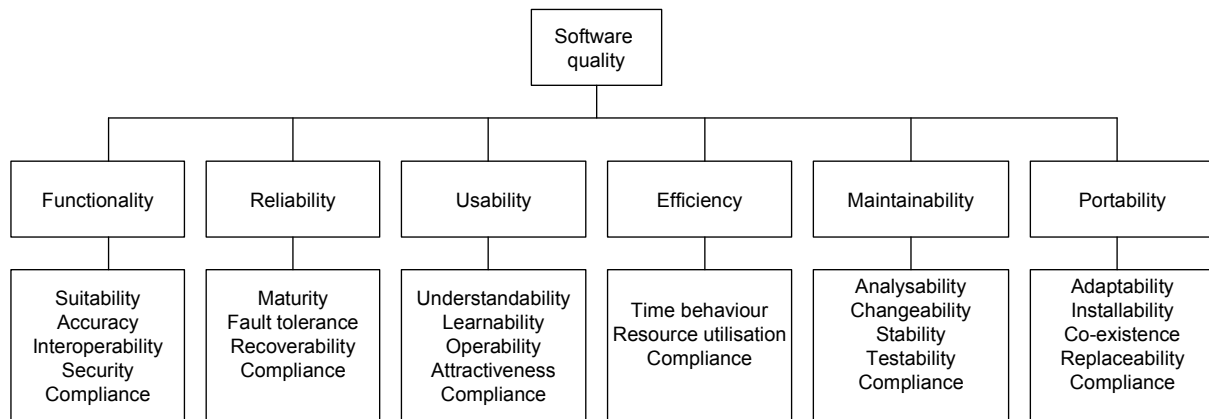 Software
quality
Functionality
Reliability
Usability
Efficiency
Maintainability
Portability
Suitability
Accuracy
Interoperability
Security
Compliance
Maturity
Fault tolerance
Recoverability
Compliance
Understandability
Learnability
Operability
Attractiveness
Compliance
Time behaviour
Resource utilisation
Compliance
Analysability
Changeability
Stability
Testability
Compliance
Adaptability
Installability
Co-existence
Replaceability
Compliance